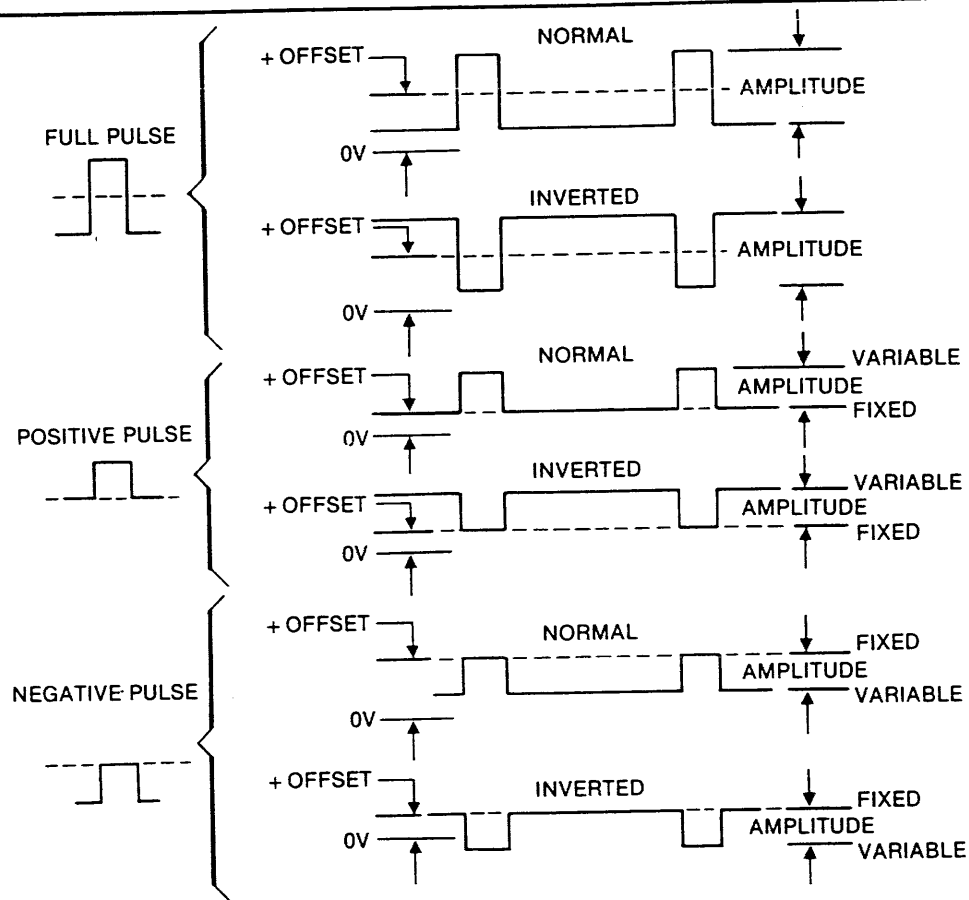 NORMAL
+ OFFSET
AMPLITUDE
FULL PULSE
0V
INVERTED
+ OFFSET
AMPLITUDE
0V
NORMAL
VARIABLE
+ OFFSET
AMPLITUDE
FIXED
POSITIVE PULSE
0V
INVERTED
VARIABLE
+ OFFSET
AMPLITUDE
FIXED
0V
+ OFFSET
NORMAL
FIXED
AMPLITUDE
NEGATIVE PULSE
VARIABLE
0V
+ OFFSET
INVERTED
FIXED
AMPLITUDE
0V
VARIABLE